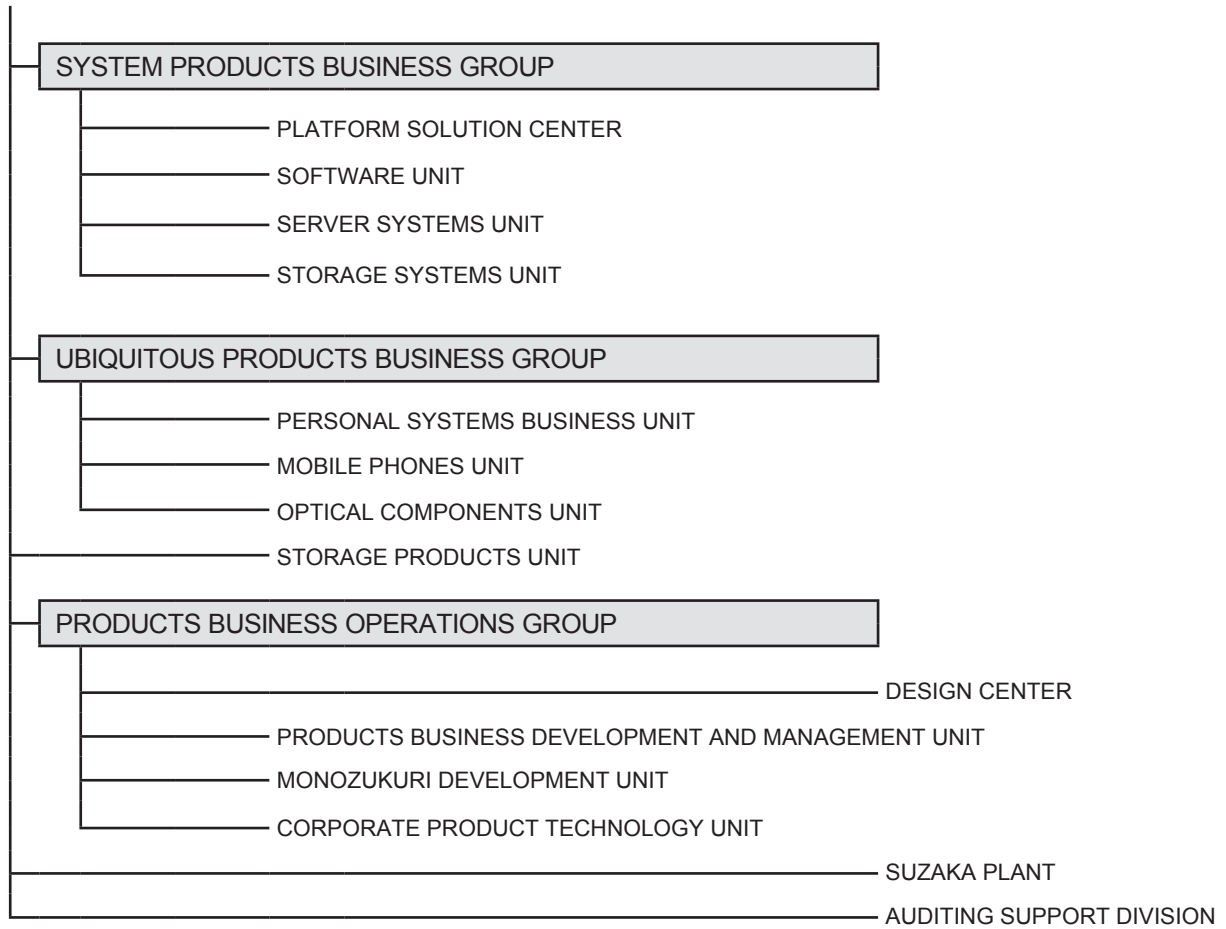 SYSTEM PRODUCTS BUSINESS GROUP
PLATFORM SOLUTION CENTER
SOFTWARE UNIT
SERVER SYSTEMS UNIT
STORAGE SYSTEMS UNIT
UBIQUITOUS PRODUCTS BUSINESS GROUP
PERSONAL SYSTEMS BUSINESS UNIT
MOBILE PHONES UNIT
OPTICAL COMPONENTS UNIT
STORAGE PRODUCTS UNIT
PRODUCTS BUSINESS OPERATIONS GROUP
DESIGN CENTER
PRODUCTS BUSINESS DEVELOPMENT AND MANAGEMENT UNIT
MONOZUKURI DEVELOPMENT UNIT
CORPORATE PRODUCT TECHNOLOGY UNIT
SUZAKA PLANT
AUDITING SUPPORT DIVISION